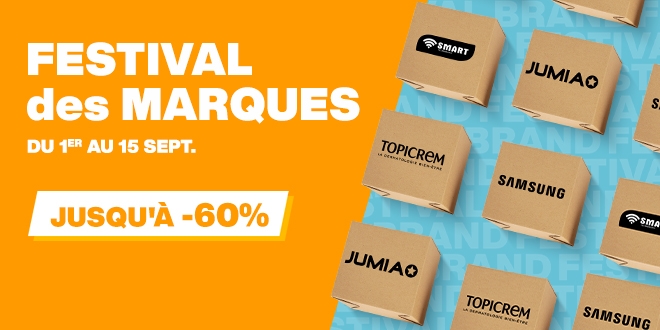 FESTIVAL
des MARQUES
DU 1ER AU 15 SEPT.
JUSQU'À -60%
SMART
JUMIA
TOPICREM
LA DERMATOLOGIE BIEN-ÊTRE
SAMSUNG
SMART
JUMIA
TOPICREM
LA DERMATOLOGIE BIEN-ÊTRE
SAMSUNG
BRAND FESTIVAL